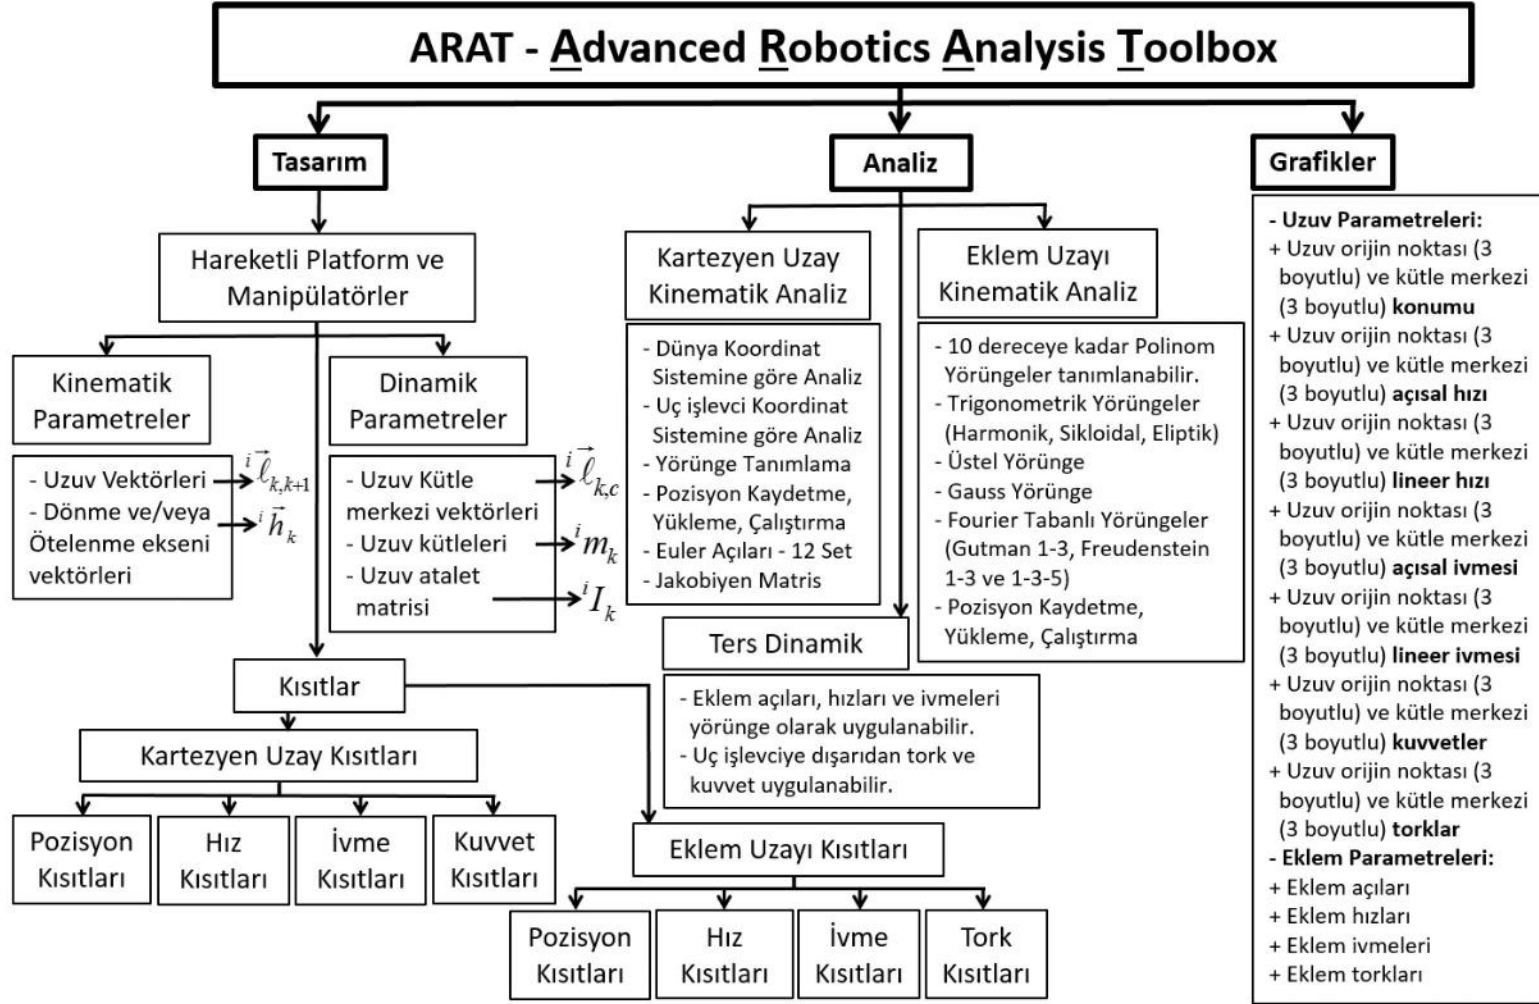 ARAT - Advanced Robotics Analysis Toolbox
Tasarım
Hareketli Platform ve
Manipülatörler
Kinematik
Parametreler
- Uzuv Vektörleri
- Dönme ve/veya
Ötelenme ekseni
vektörleri
${}^{i}\vec{\ell}_{k,k+1}$
${}^{i}\vec{h}_{k}$
Dinamik
Parametreler
- Uzuv Kütle
merkezi vektörleri
- Uzuv kütleleri
- Uzuv atalet
matrisi
${}^{i}\vec{\ell}_{k,c}$
${}^{i}m_{k}$
${}^{i}I_{k}$
Kısıtlar
Kartezyen Uzay Kısıtları
Pozisyon
Kısıtları
Hız
Kısıtları
İvme
Kısıtları
Kuvvet
Kısıtları
Eklem Uzayı Kısıtları
Pozisyon
Kısıtları
Hız
Kısıtları
İvme
Kısıtları
Tork
Kısıtları
Analiz
Kartezyen Uzay
Kinematik Analiz
- Dünya Koordinat
Sistemine göre Analiz
- Uç işlevci Koordinat
Sistemine göre Analiz
- Yörünge Tanımlama
- Pozisyon Kaydetme,
Yükleme, Çalıştırma
- Euler Açıları - 12 Set
- Jakobiyen Matris
Eklem Uzayı
Kinematik Analiz
- 10 dereceye kadar Polinom
Yörüngeler tanımlanabilir.
- Trigonometrik Yörüngeler
(Harmonik, Sikloidal, Eliptik)
- Üstel Yörünge
- Gauss Yörünge
- Fourier Tabanlı Yörüngeler
(Gutman 1-3, Freudenstein
1-3 ve 1-3-5)
- Pozisyon Kaydetme,
Yükleme, Çalıştırma
Ters Dinamik
- Eklem açıları, hızları ve ivmeleri
yörünge olarak uygulanabilir.
- Uç işlevciye dışarıdan tork ve
kuvvet uygulanabilir.
Grafikler
- Uzuv Parametreleri:
+ Uzuv orijin noktası (3
boyutlu) ve kütle merkezi
(3 boyutlu) konumu
+ Uzuv orijin noktası (3
boyutlu) ve kütle merkezi
(3 boyutlu) açısal hızı
+ Uzuv orijin noktası (3
boyutlu) ve kütle merkezi
(3 boyutlu) lineer hızı
+ Uzuv orijin noktası (3
boyutlu) ve kütle merkezi
(3 boyutlu) açısal ivmesi
+ Uzuv orijin noktası (3
boyutlu) ve kütle merkezi
(3 boyutlu) lineer ivmesi
+ Uzuv orijin noktası (3
boyutlu) ve kütle merkezi
(3 boyutlu) kuvvetler
+ Uzuv orijin noktası (3
boyutlu) ve kütle merkezi
(3 boyutlu) torklar
- Eklem Parametreleri:
+ Eklem açıları
+ Eklem hızları
+ Eklem ivmeleri
+ Eklem torkları